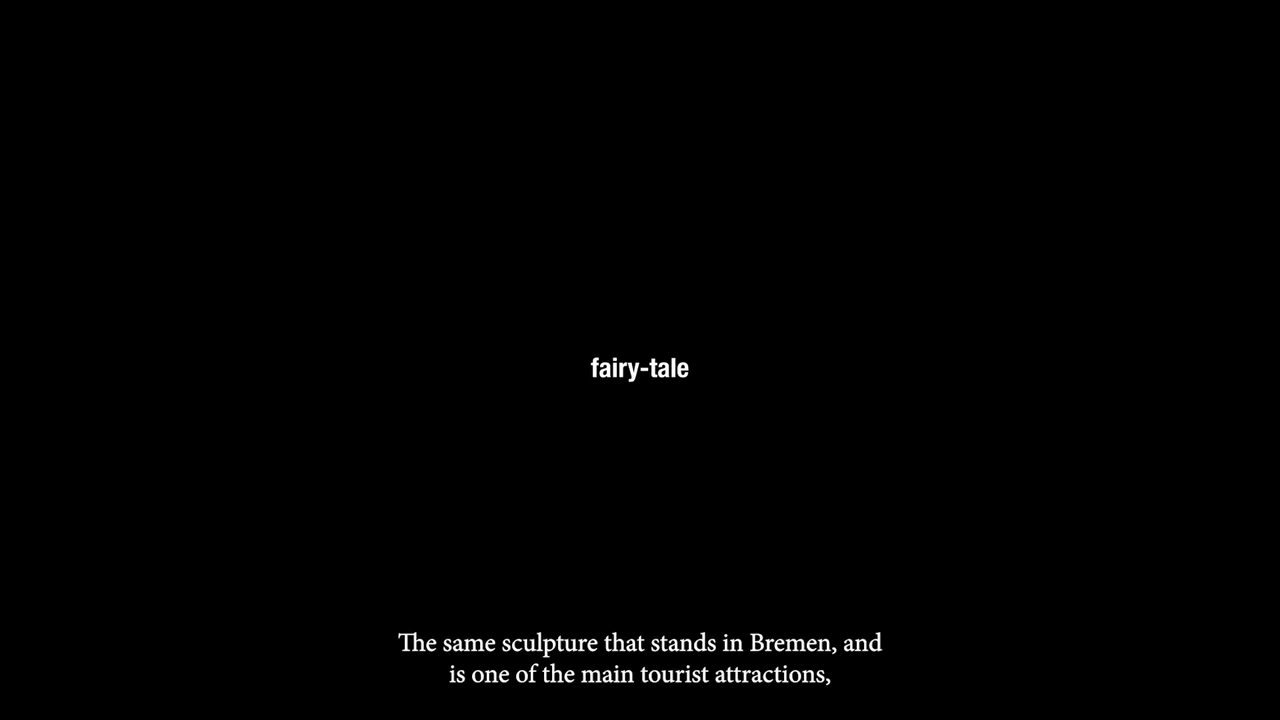 fairy-tale
The same sculpture that stands in Bremen, and
is one of the main tourist attractions,